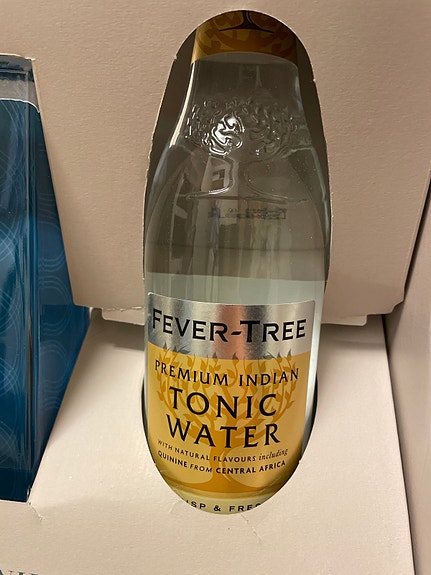 FEVER-TREE
PREMIUM INDIAN
TONIC
WATER
WITH NATURAL FLAVOURS including
QUININE FROM CENTRAL AFRICA